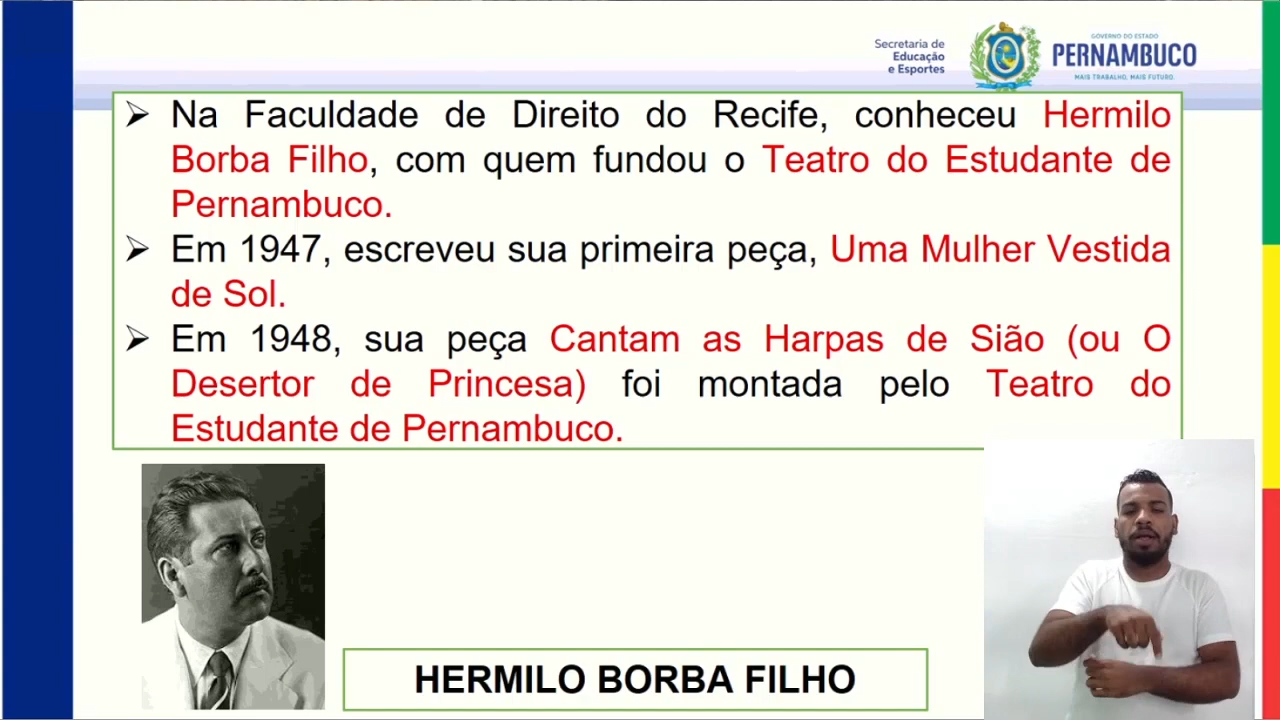 Secretaria de
Educação
e Esportes
GOVERNO DO ESTADO
PERNAMBUCO
MAIS TRABALHO, MAIS FUTURO.
➢ Na Faculdade de Direito do Recife, conheceu Hermilo
Borba Filho, com quem fundou o Teatro do Estudante de
Pernambuco.
➢ Em 1947, escreveu sua primeira peça, Uma Mulher Vestida
de Sol.
➢ Em 1948, sua peça Cantam as Harpas de Sião (ou O
Desertor de Princesa) foi montada pelo Teatro do
Estudante de Pernambuco.
HERMILO BORBA FILHO